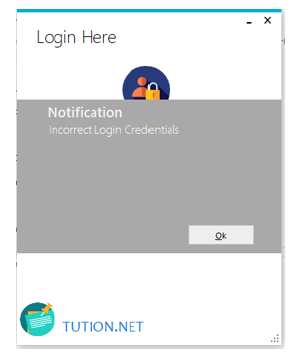 Login Here
Notification
Incorrect Login Credentials
Ok
TUTION.NET